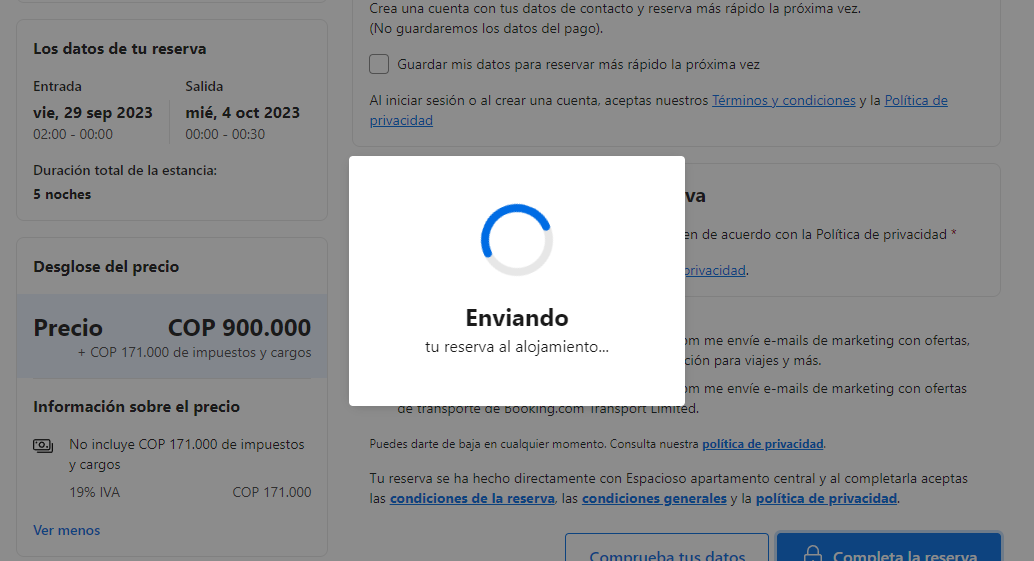 Los datos de tu reserva
Entrada
Salida
vie, 29 sep 2023
mié, 4 oct 2023
02:00 - 00:00
00:00 - 00:30
Duración total de la estancia:
5 noches
Desglose del precio
Precio
COP 900.000
+ COP 171.000 de impuestos y cargos
Información sobre el precio
No incluye COP 171.000 de impuestos
y cargos
19% IVA
COP 171.000
Ver menos
Crea una cuenta con tus datos de contacto y reserva más rápido la próxima vez.
(No guardaremos los datos del pago).
Guardar mis datos para reservar más rápido la próxima vez
Al iniciar sesión o al crear una cuenta, aceptas nuestros Términos y condiciones y la Política de
privacidad
Enviando
tu reserva al alojamiento...
va
en de acuerdo con la Política de privacidad *
privacidad.
om me envíe e-mails de marketing con ofertas,
ción para viajes y más.
om me envíe e-mails de marketing con ofertas
de transporte de Booking.com Transport Limited.
Puedes darte de baja en cualquier momento. Consulta nuestra política de privacidad.
Tu reserva se ha hecho directamente con Espacioso apartamento central y al completarla aceptas
las condiciones de la reserva, las condiciones generales y la política de privacidad.
Comprueba tus datos
Completa la reserva